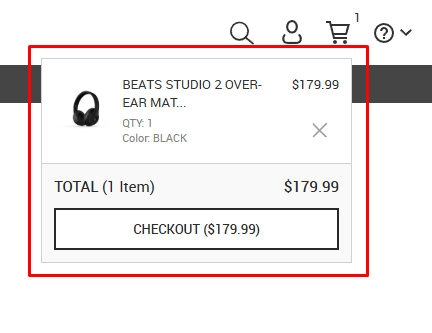 1
BEATS STUDIO 2 OVER-
EAR MAT...
$179.99
QTY: 1
Color: BLACK
TOTAL (1 Item)
$179.99
CHECKOUT ($179.99)